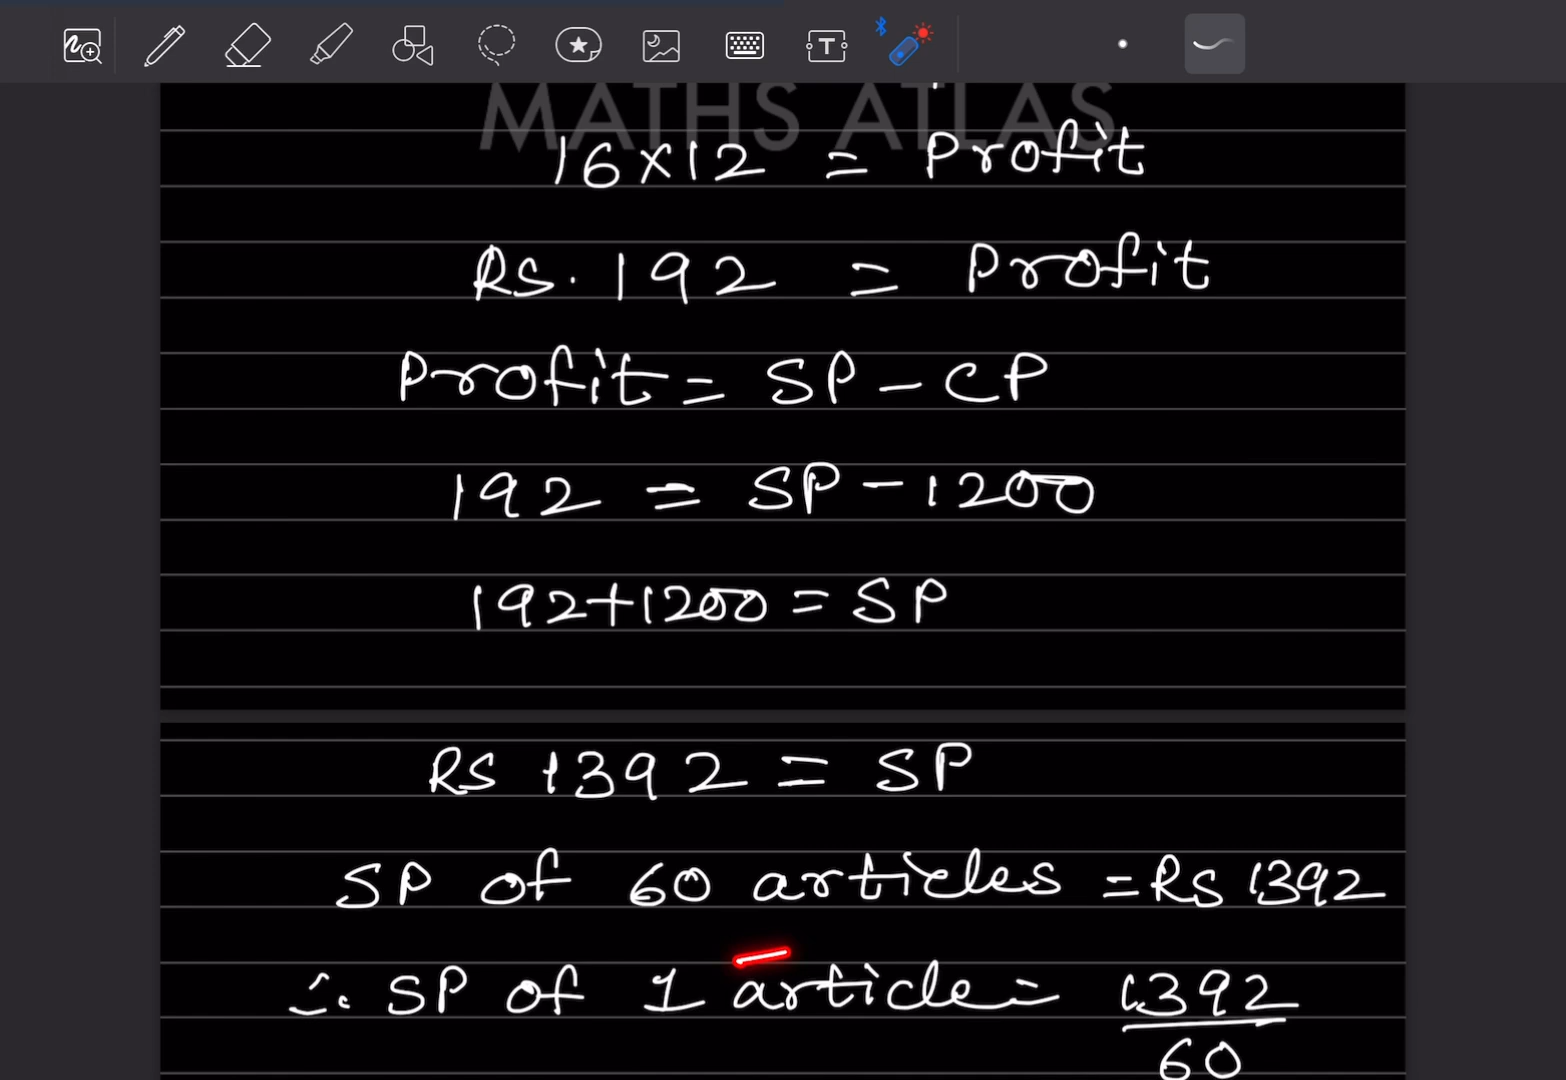 MATHS ATLAS
16×12 = Profit
Rs. 192 = Profit
Profit = SP – CP
192 = SP – 1200
192+1200 = SP
Rs 1392 = SP
SP of 60 articles = Rs 1392
∴ SP of 1 article = 1392
60